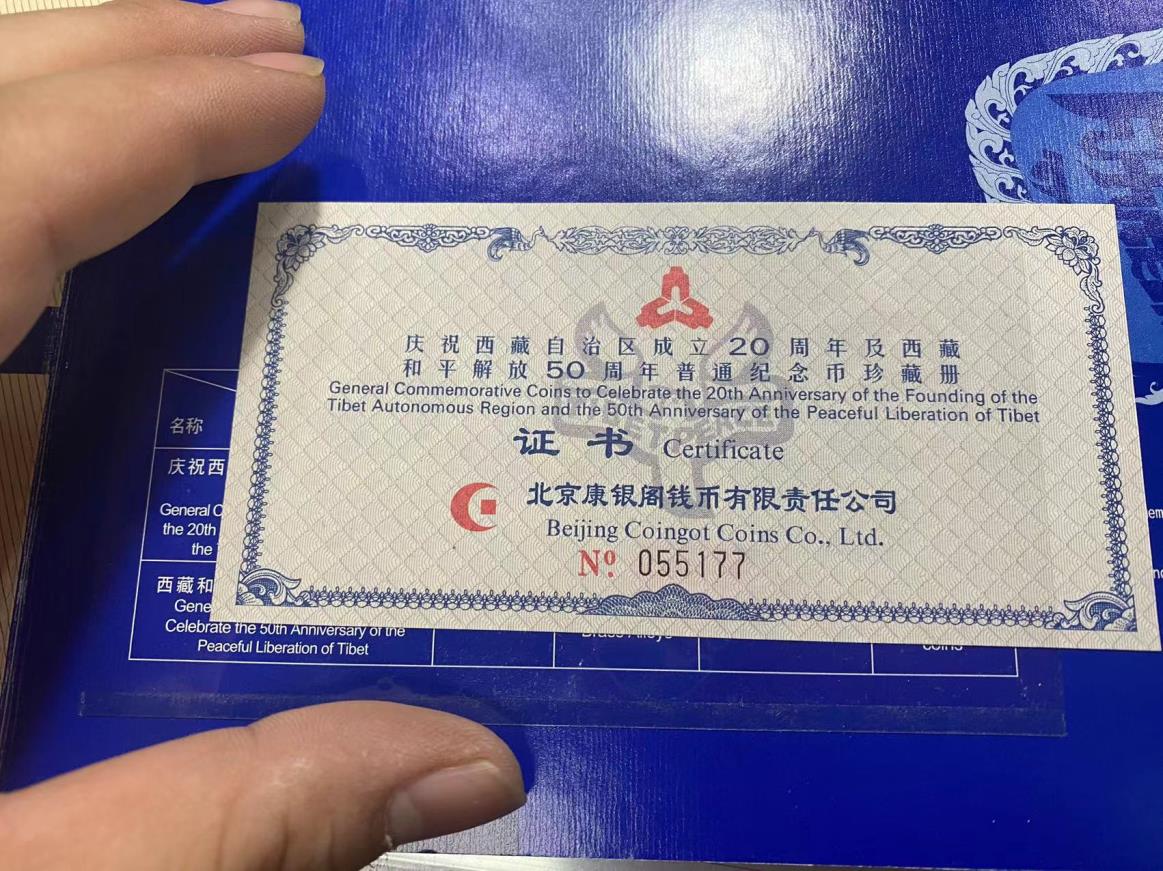 庆祝西藏自治区成立20周年及西藏
和平解放50周年普通纪念币珍藏册
General Commemorative Coins to Celebrate the 20th Anniversary of the Founding of the
Tibet Autonomous Region and the 50th Anniversary of the Peaceful Liberation of Tibet
证书 Certificate
北京康银阁钱币有限责任公司
Beijing Coingot Coins Co., Ltd.
Nº 055177
名称
庆祝西
General C
the 20th
the
西藏和
Gene
Celebrate the 50th Anniversary of the
Peaceful Liberation of Tibet
coins